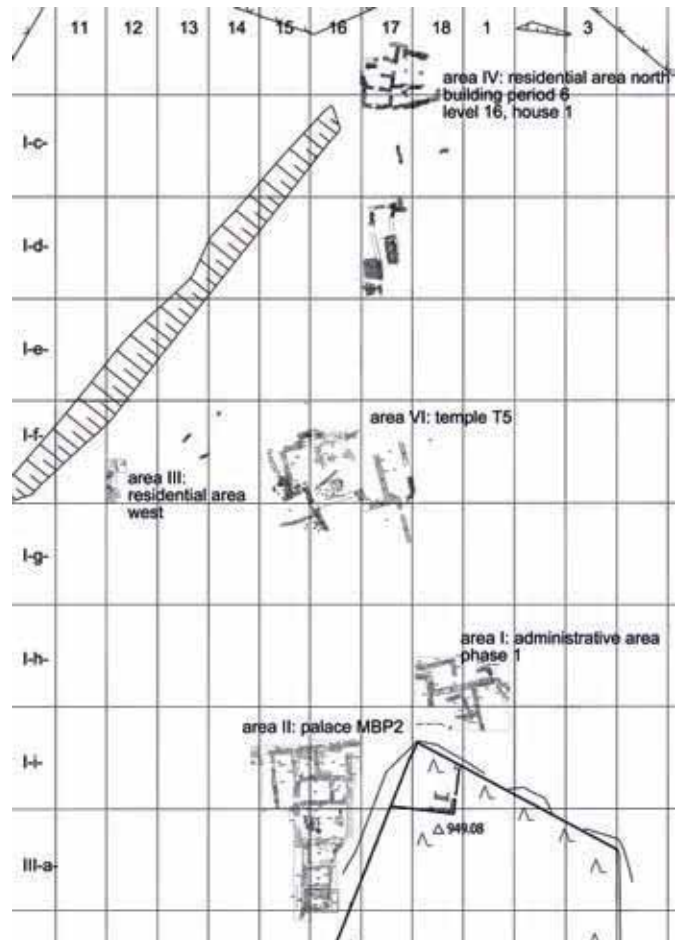 11 12 13 14 15 16 17 18 1 3
area IV: residential area north
building period 6
level 16, house 1
I-c-
I-d-
I-e-
area VI: temple T5
I-f-
area III:
residential area
west
I-g-
area I: administrative area
phase 1
I-h-
area II: palace MBP2
I-i-
949.08
III-a-